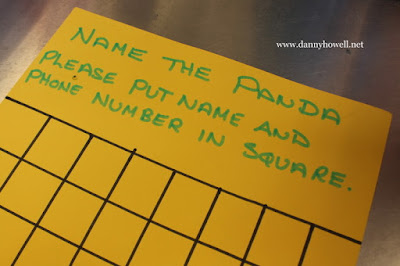 www.dannyhowell.net
NAME THE PANDA
PLEASE PUT NAME AND
PHONE NUMBER IN SQUARE.